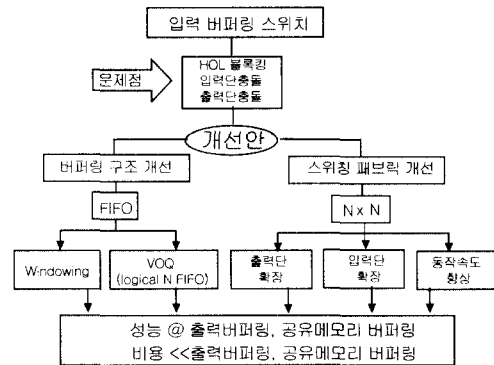 입력 버퍼링 스위치
문제점
HOL 블록킹
입력단충돌
출력단충돌
개선안
버퍼링 구조 개선
스위칭 패브릭 개선
FIFO
N x N
Windowing
VOQ
(logical N FIFO)
출력단
확장
입력단
확장
동작속도
향상
성능 @ 출력버퍼링, 공유메모리 버퍼링
비용 <<출력버퍼링, 공유메모리 버퍼링